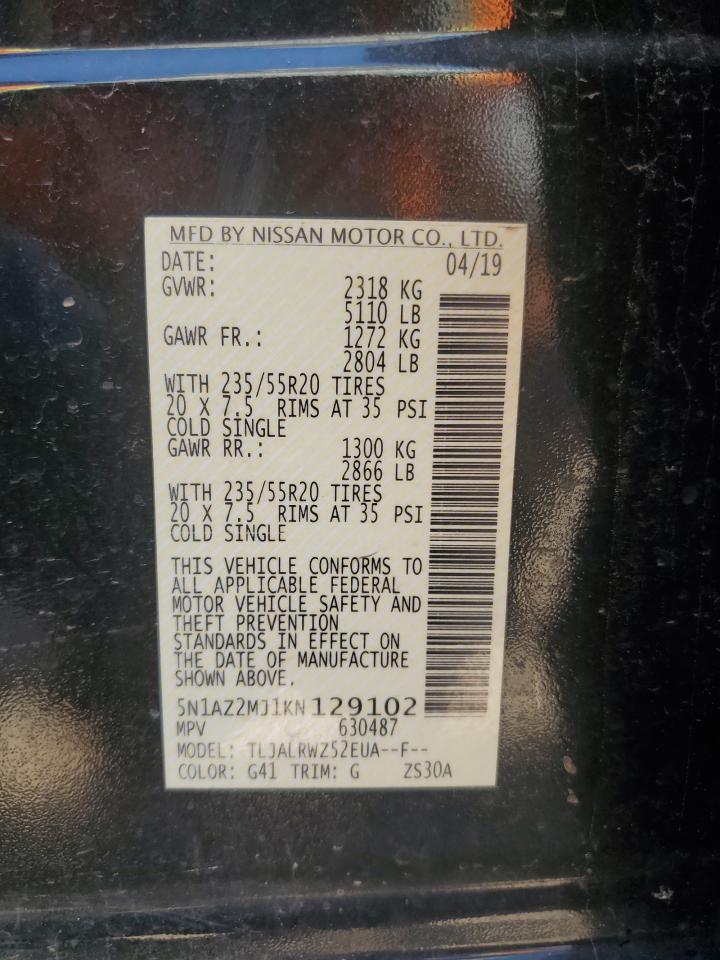 MFD BY NISSAN MOTOR CO., LTD.
DATE: 04/19
GVWR: 2318 KG
5110 LB
GAWR FR.: 1272 KG
2804 LB
WITH 235/55R20 TIRES
20 X 7.5 RIMS AT 35 PSI
COLD SINGLE
GAWR RR.: 1300 KG
2866 LB
WITH 235/55R20 TIRES
20 X 7.5 RIMS AT 35 PSI
COLD SINGLE
THIS VEHICLE CONFORMS TO
ALL APPLICABLE FEDERAL
MOTOR VEHICLE SAFETY AND
THEFT PREVENTION
STANDARDS IN EFFECT ON
THE DATE OF MANUFACTURE
SHOWN ABOVE.
5N1AZ2MJ1KN129102
MPV 630487
MODEL: TLJALRWZ52EUA--F--
COLOR: G41 TRIM: G ZS30A